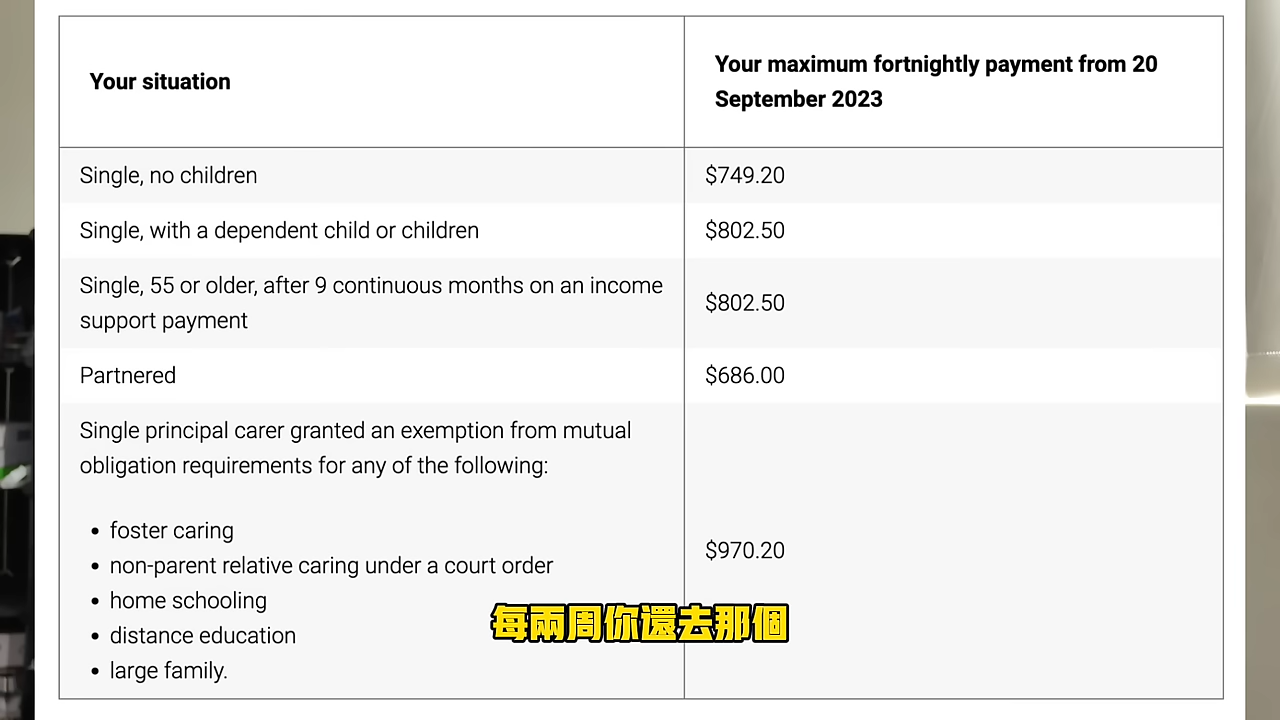 Your situation
Your maximum fortnightly payment from 20
September 2023
Single, no children
$749.20
Single, with a dependent child or children
$802.50
Single, 55 or older, after 9 continuous months on an income
support payment
$802.50
Partnered
$686.00
Single principal carer granted an exemption from mutual
obligation requirements for any of the following:
• foster caring
• non-parent relative caring under a court order
• home schooling
• distance education
• large family.
$970.20
每兩周你還去那個